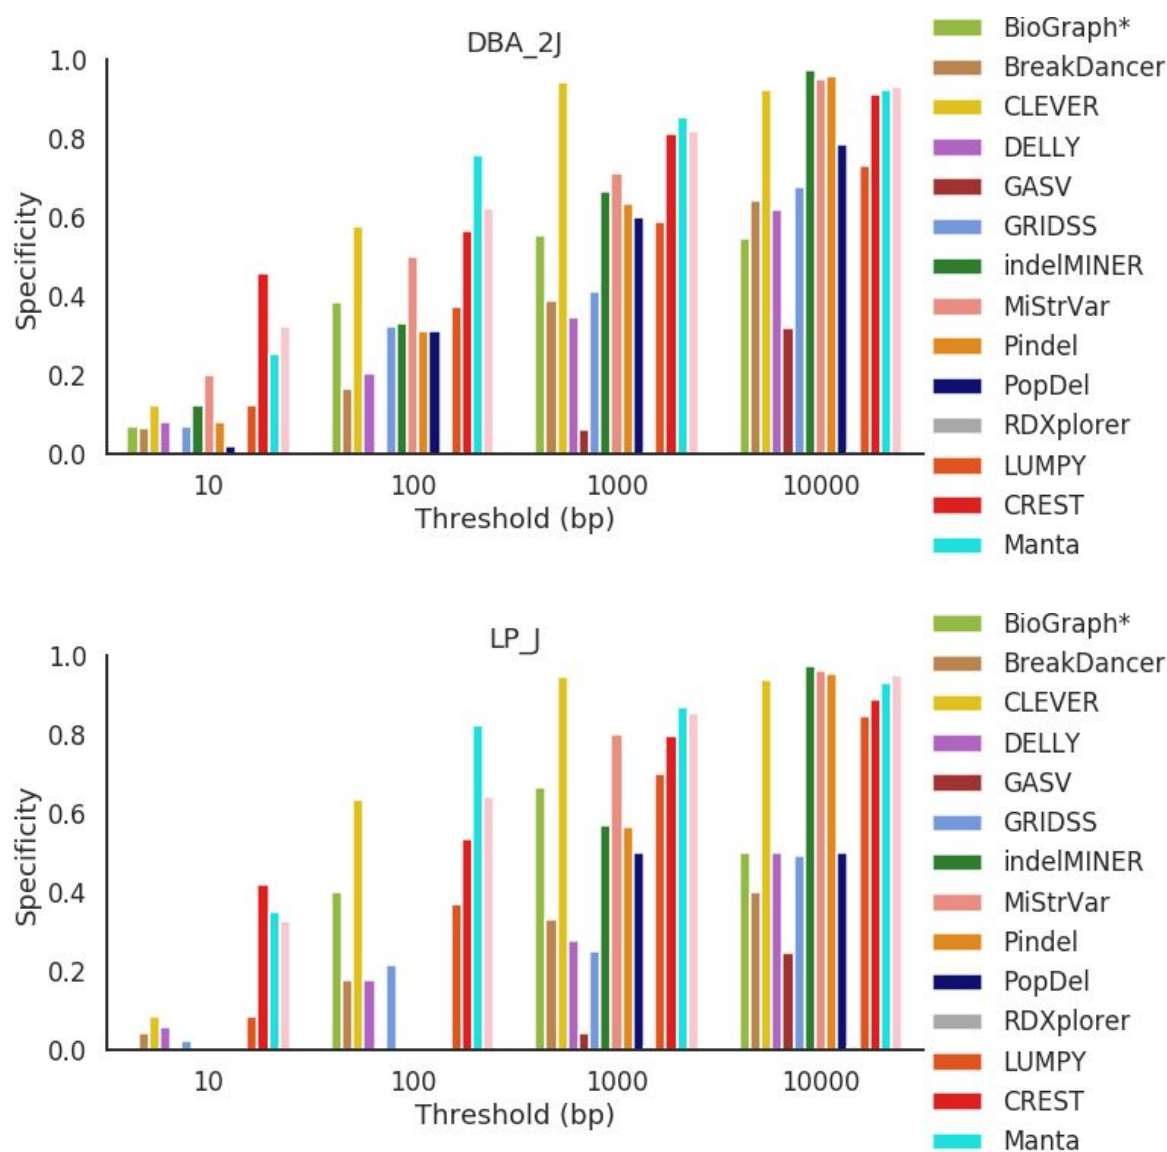 DBA_2J
1.0
0.8
0.6
0.4
0.2
0.0
Specificity
10
100
1000
10000
Threshold (bp)
BioGraph*
BreakDancer
CLEVER
DELLY
GASV
GRIDSS
indelMINER
MiStrVar
Pindel
PopDel
RDXplorer
LUMPY
CREST
Manta
LP_J
1.0
0.8
0.6
0.4
0.2
0.0
Specificity
10
100
1000
10000
Threshold (bp)
BioGraph*
BreakDancer
CLEVER
DELLY
GASV
GRIDSS
indelMINER
MiStrVar
Pindel
PopDel
RDXplorer
LUMPY
CREST
Manta